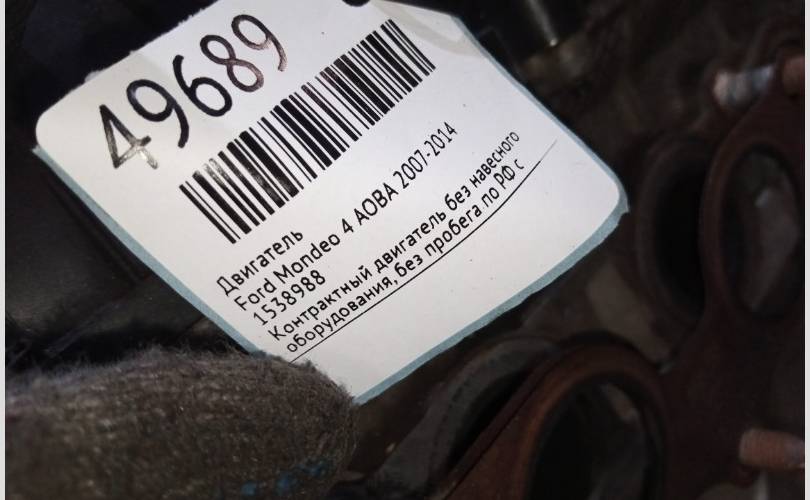 49689
Двигатель
Ford Mondeo 4 AOBA 2007-2014
1538988
Контрактный двигатель без навесного
оборудования, без пробега по РФ с